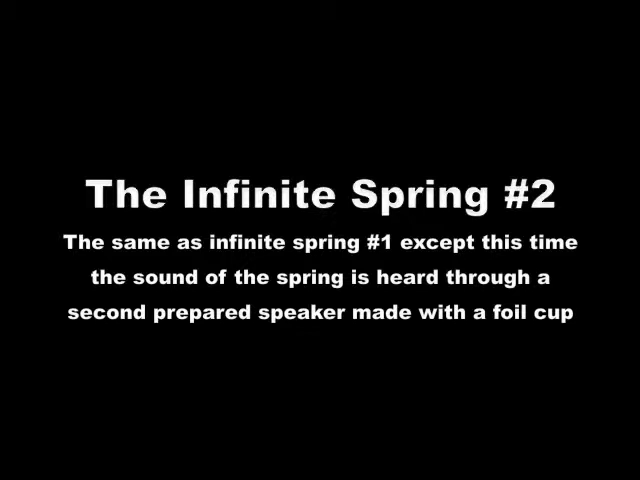 The Infinite Spring #2
The same as infinite spring #1 except this time
the sound of the spring is heard through a
second prepared speaker made with a foil cup